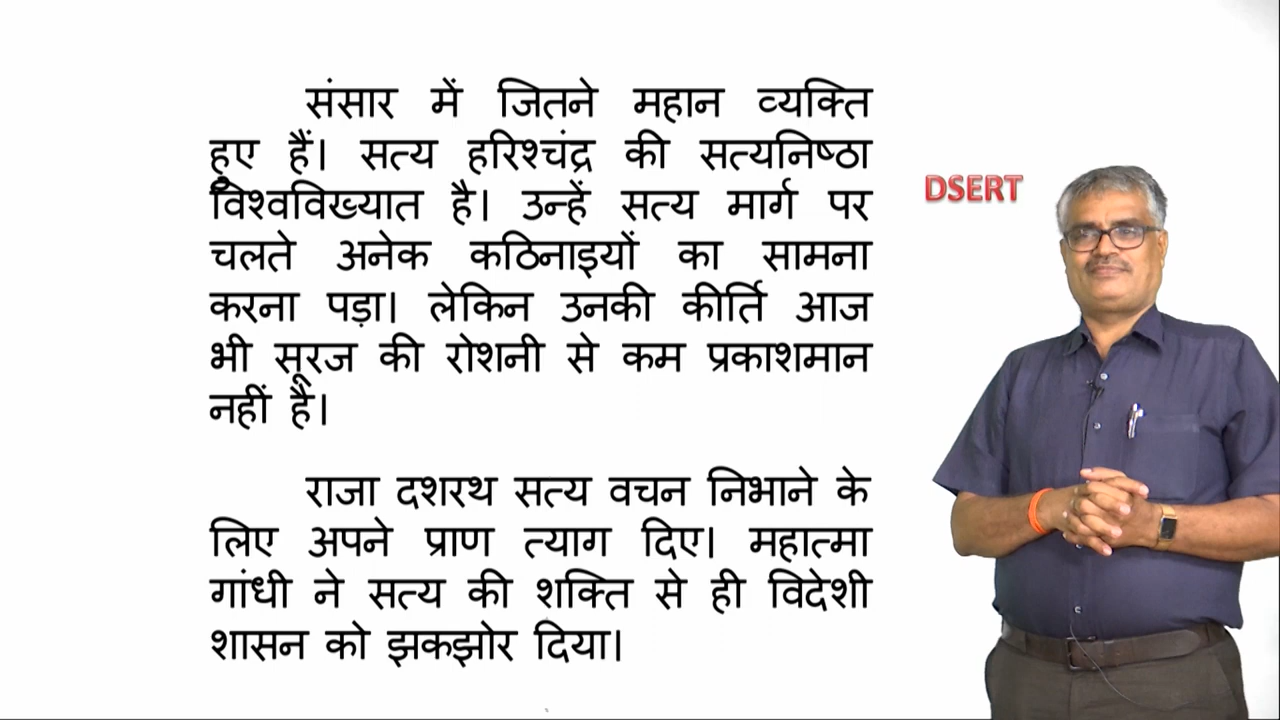 संसार में जितने महान व्यक्ति
हुए हैं। सत्य हरिश्चंद्र की सत्यनिष्ठा
विश्वविख्यात है। उन्हें सत्य मार्ग पर
चलते अनेक कठिनाइयों का सामना
करना पड़ा। लेकिन उनकी कीर्ति आज
भी सूरज की रोशनी से कम प्रकाशमान
नहीं है।
राजा दशरथ सत्य वचन निभाने के
लिए अपने प्राण त्याग दिए। महात्मा
गांधी ने सत्य की शक्ति से ही विदेशी
शासन को झकझोर दिया।
DSERT